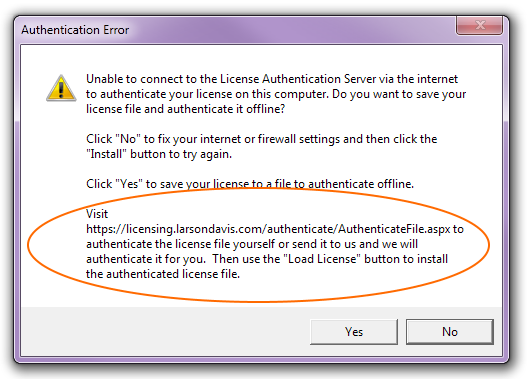 Authentication Error
Unable to connect to the License Authentication Server via the internet
to authenticate your license on this computer. Do you want to save your
license file and authenticate it offline?
Click "No" to fix your internet or firewall settings and then click the
"Install" button to try again.
Click "Yes" to save your license to a file to authenticate offline.
Visit
https://licensing.larsondavis.com/authenticate/AuthenticateFile.aspx to
authenticate the license file yourself or send it to us and we will
authenticate it for you.  Then use the "Load License" button to install
the authenticated license file.
Yes
No